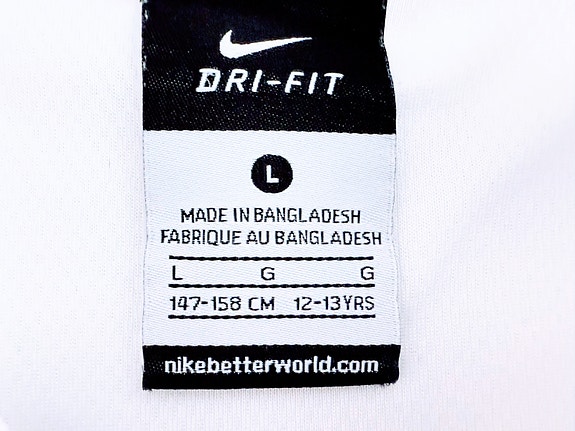 DRI-FIT
L
MADE IN BANGLADESH
FABRIQUE AU BANGLADESH
L G G
147-158 CM 12-13YRS
nikebetterworld.com